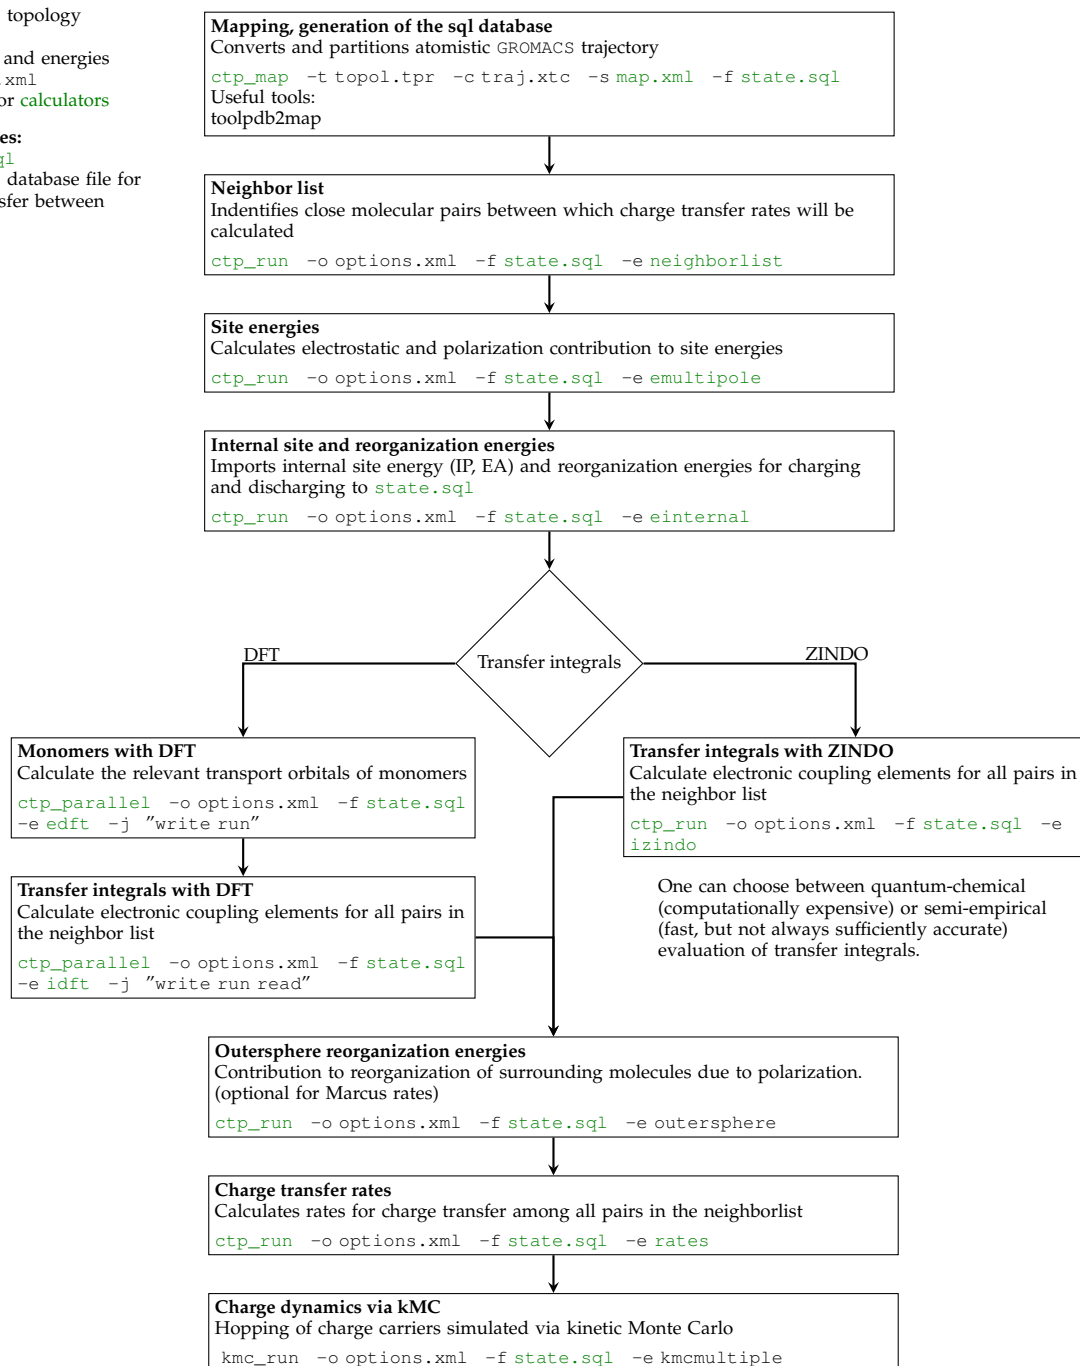 topology
and energies
.xml
or calculators
es:
ql
database file for
sfer between
Mapping, generation of the sql database
Converts and partitions atomistic GROMACS trajectory
ctp_map -t topol.tpr -c traj.xtc -s map.xml -f state.sql
Useful tools:
toolpdb2map
Neighbor list
Indentifies close molecular pairs between which charge transfer rates will be
calculated
ctp_run -o options.xml -f state.sql -e neighborlist
Site energies
Calculates electrostatic and polarization contribution to site energies
ctp_run -o options.xml -f state.sql -e emultipole
Internal site and reorganization energies
Imports internal site energy (IP, EA) and reorganization energies for charging
and discharging to state.sql
ctp_run -o options.xml -f state.sql -e einternal
Transfer integrals
DFT
ZINDO
Monomers with DFT
Calculate the relevant transport orbitals of monomers
ctp_parallel -o options.xml -f state.sql
-e edft -j "write run"
Transfer integrals with DFT
Calculate electronic coupling elements for all pairs in
the neighbor list
ctp_parallel -o options.xml -f state.sql
-e idft -j "write run read"
Transfer integrals with ZINDO
Calculate electronic coupling elements for all pairs in
the neighbor list
ctp_run -o options.xml -f state.sql -e
izindo
One can choose between quantum-chemical
(computationally expensive) or semi-empirical
(fast, but not always sufficiently accurate)
evaluation of transfer integrals.
Outersphere reorganization energies
Contribution to reorganization of surrounding molecules due to polarization.
(optional for Marcus rates)
ctp_run -o options.xml -f state.sql -e outersphere
Charge transfer rates
Calculates rates for charge transfer among all pairs in the neighborlist
ctp_run -o options.xml -f state.sql -e rates
Charge dynamics via kMC
Hopping of charge carriers simulated via kinetic Monte Carlo
kmc_run -o options.xml -f state.sql -e kmcmultiple